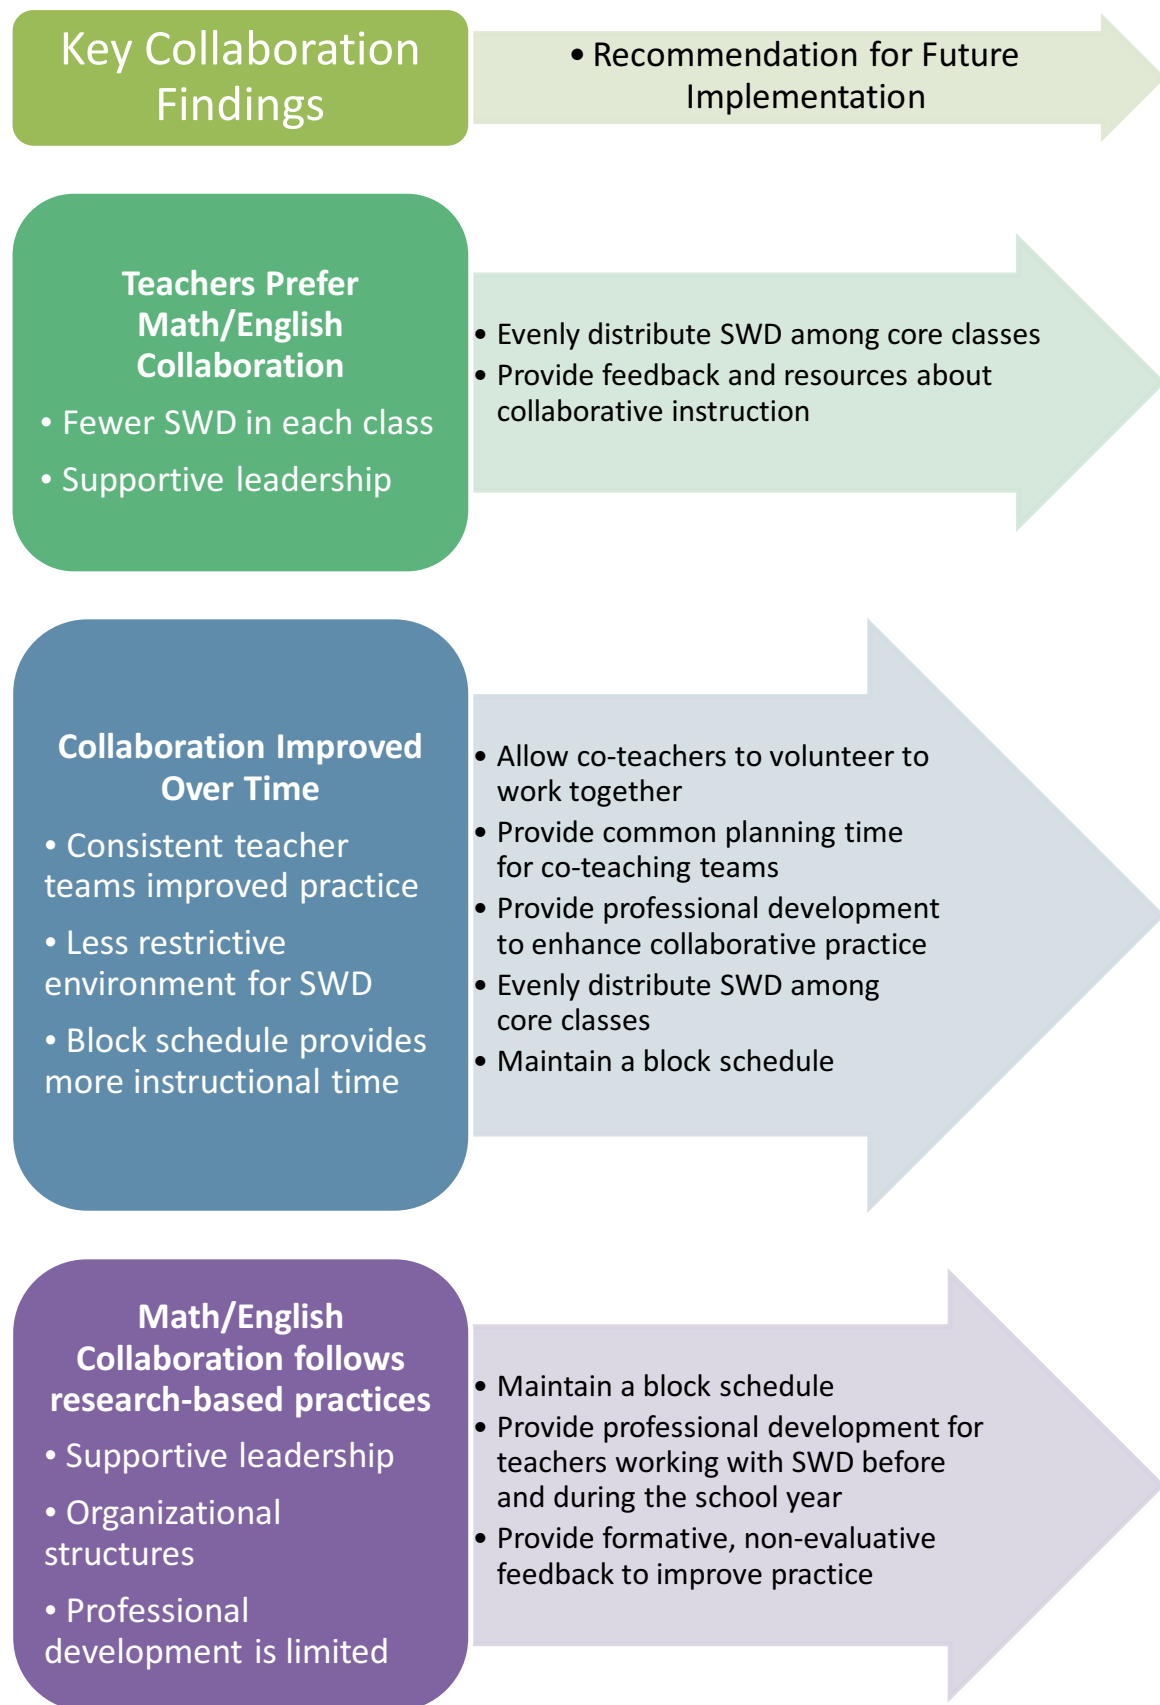 Key Collaboration
Findings
• Recommendation for Future
Implementation
Teachers Prefer
Math/English
Collaboration
• Fewer SWD in each class
• Supportive leadership
• Evenly distribute SWD among core classes
• Provide feedback and resources about
collaborative instruction
Collaboration Improved
Over Time
• Consistent teacher
teams improved practice
• Less restrictive
environment for SWD
• Block schedule provides
more instructional time
• Allow co-teachers to volunteer to
work together
• Provide common planning time
for co-teaching teams
• Provide professional development
to enhance collaborative practice
• Evenly distribute SWD among
core classes
• Maintain a block schedule
Math/English
Collaboration follows
research-based practices
• Supportive leadership
• Organizational
structures
• Professional
development is limited
• Maintain a block schedule
• Provide professional development for
teachers working with SWD before
and during the school year
• Provide formative, non-evaluative
feedback to improve practice